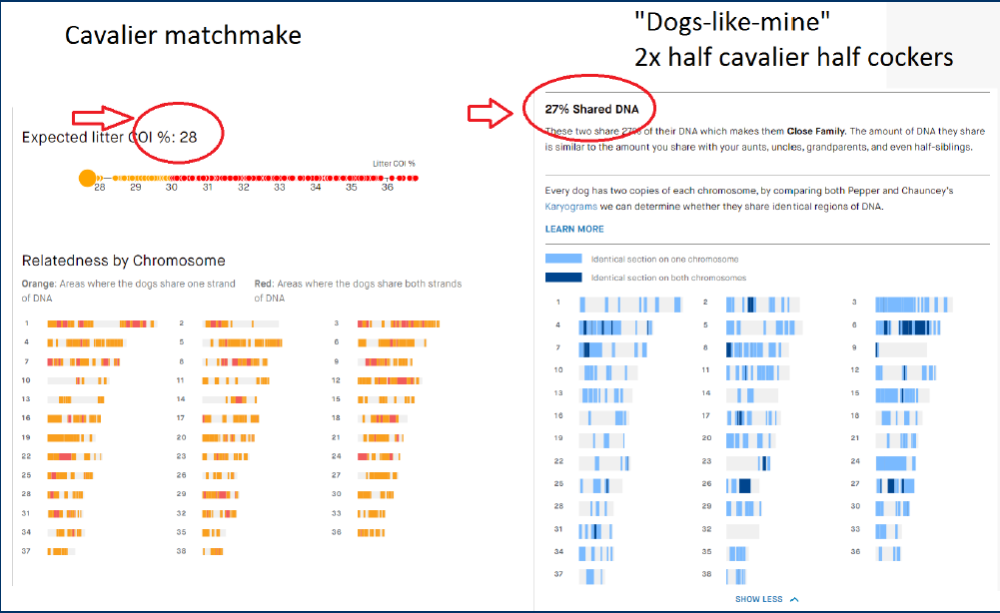 Cavalier matchmake
Expected litter COI %: 28
Litter COI %
28 29 30 31 32 33 34 35 36
Relatedness by Chromosome
Orange: Areas where the dogs share one strand
of DNA
Red: Areas where the dogs share both strands
of DNA
1 2 3
4 5 6
7 8 9
10 11 12
13 14 15
16 17 18
19 20 21
22 23 24
25 26 27
28 29 30
31 32 33
34 35 36
37 38
"Dogs-like-mine"
2x half cavalier half cockers
27% Shared DNA
These two share 27% of their DNA which makes them Close Family. The amount of DNA they share
is similar to the amount you share with your aunts, uncles, grandparents, and even half-siblings.
Every dog has two copies of each chromosome, by comparing both Pepper and Chauncey's
Karyograms we can determine whether they share identical regions of DNA.
LEARN MORE
Identical section on one chromosome
Identical section on both chromosomes
1 2 3
4 5 6
7 8 9
10 11 12
13 14 15
16 17 18
19 20 21
22 23 24
25 26 27
28 29 30
31 32 33
34 35 36
37 38
SHOW LESS